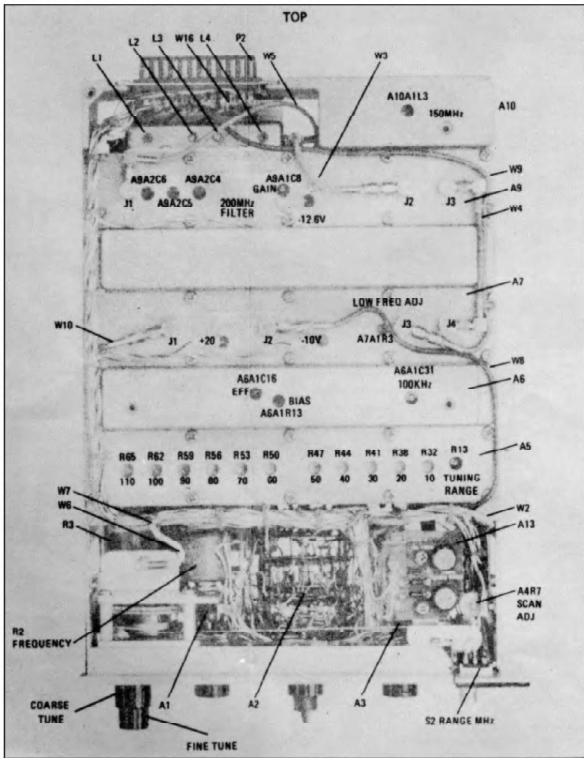 TOP
L1
L2
L3
W16
L4
P2
W5
W3
A10A1L3
150MHz
A10
W9
A9
W4
A9A2C6
A9A2C4
A9A1C8
GAIN
J1
A9A2C5
200MHz
FILTER
-12.6V
J2
J3
A7
LOW FREQ ADJ
W10
J1
+20
J2
-10V
A7A1R3
J3
J4
W8
A6
A6A1C16
EFF
BIAS
A6A1R13
A6A1C31
100KHz
A5
R65
R62
R59
R56
R53
R50
R47
R44
R41
R38
R32
R13
110
100
90
80
70
60
50
40
30
20
10
TUNING
RANGE
W7
W6
R3
W2
A13
A4R7
SCAN
ADJ
R2
FREQUENCY
COARSE
TUNE
A1
A2
A3
S2 RANGE MHz
FINE TUNE